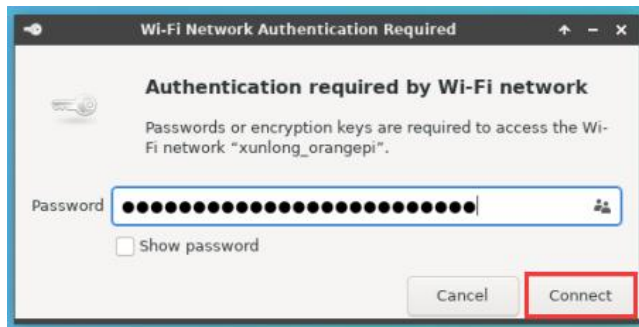 Wi-Fi Network Authentication Required
Authentication required by Wi-Fi network
Passwords or encryption keys are required to access the Wi-
Fi network “xunlong_orangepi”.
Password ●●●●●●●●●●●●●●●●●●●●●●●●●
Show password
Cancel Connect